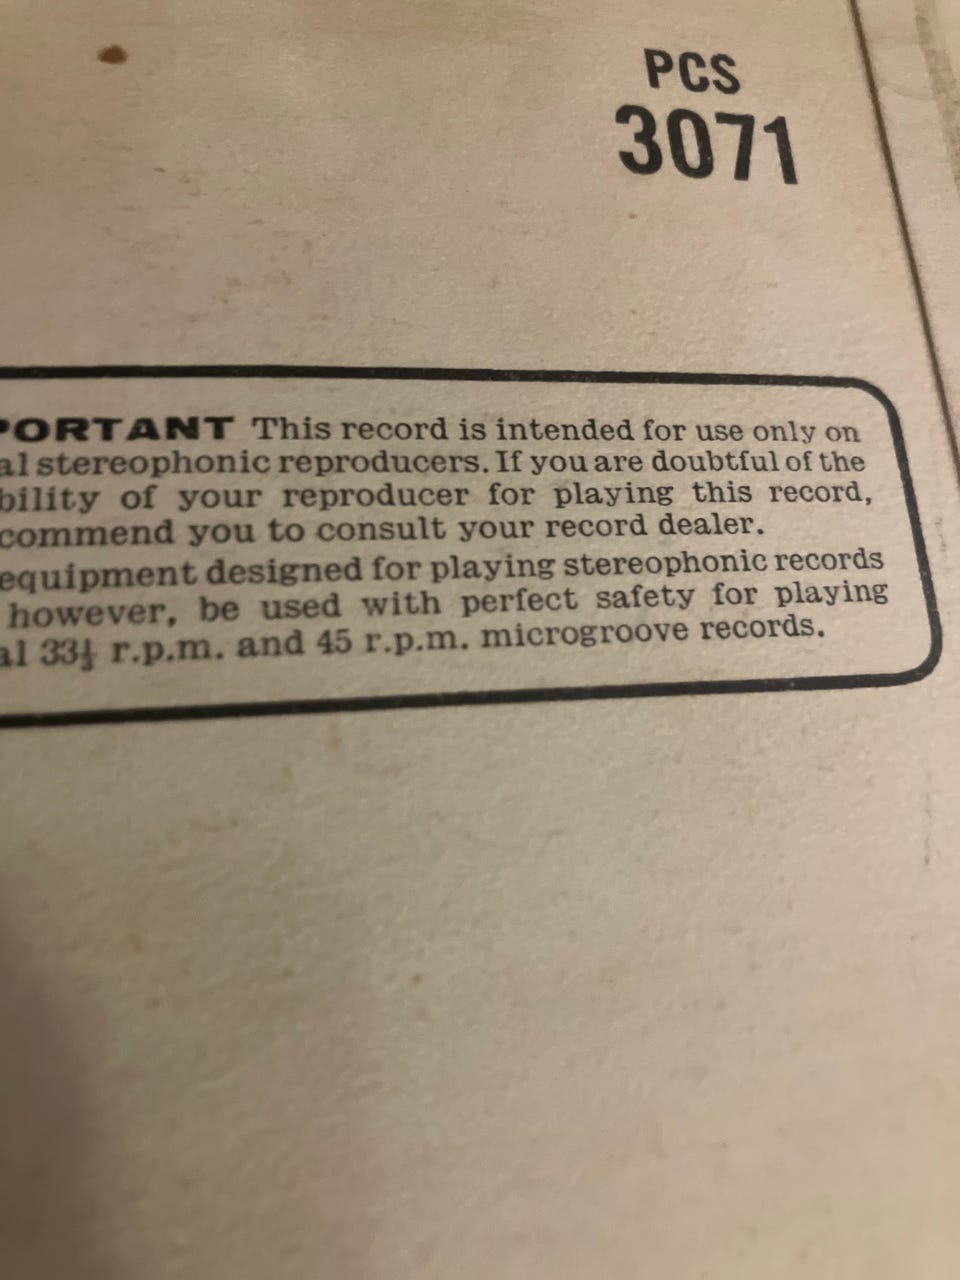 PCS
3071
PORTANT This record is intended for use only on
al stereophonic reproducers. If you are doubtful of the
bility of your reproducer for playing this record,
commend you to consult your record dealer.
equipment designed for playing stereophonic records
however, be used with perfect safety for playing
al 33⅓ r.p.m. and 45 r.p.m. microgroove records.